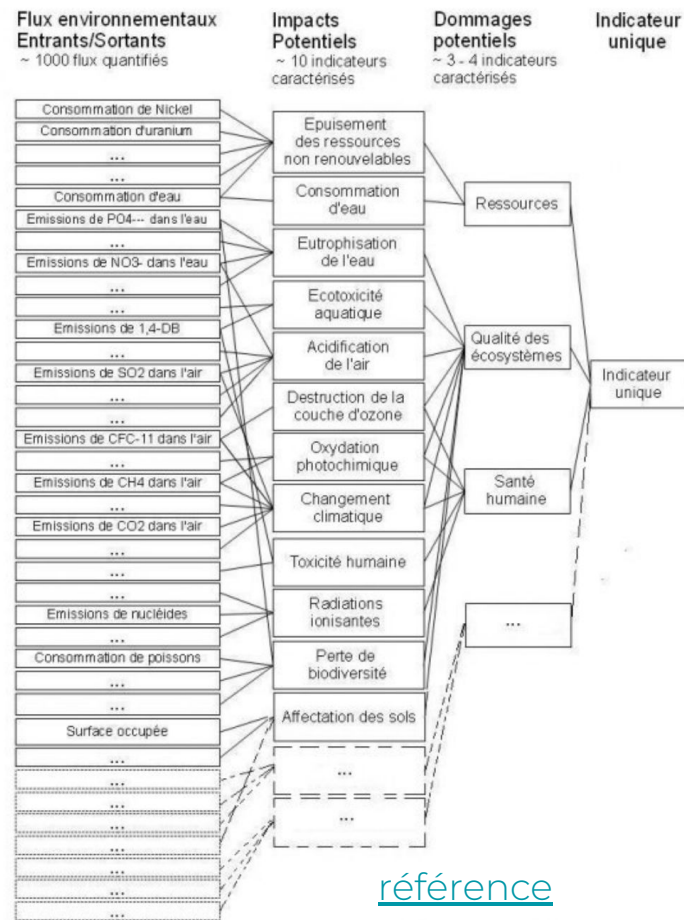 Flux environnementaux
Entrants/Sortants
~ 1000 flux quantifiés
Impacts
Potentiels
~ 10 indicateurs
caractérisés
Dommages
potentiels
~ 3 - 4 indicateurs
caractérisés
Indicateur
unique
Consommation de Nickel
Consommation d'uranium
...
...
Consommation d'eau
Emissions de PO4--- dans l'eau
...
Emissions de NO3- dans l'eau
...
...
Emissions de 1,4-DB
...
Emissions de SO2 dans l'air
...
...
Emissions de CFC-11 dans l'air
...
Emissions de CH4 dans l'air
...
Emissions de CO2 dans l'air
...
...
...
Emissions de nucléides
...
Consommation de poissons
...
...
Surface occupée
...
...
...
...
...
...
...
...
Epuisement
des ressources
non renouvelables
Consommation
d'eau
Eutrophisation
de l'eau
Ecotoxicité
aquatique
Acidification
de l'air
Destruction de la
couche d'ozone
Oxydation
photochimique
Changement
climatique
Toxicité humaine
Radiations
ionisantes
Perte de
biodiversité
Affectation des sols
...
...
Ressources
Qualité des
écosystèmes
Santé
humaine
...
Indicateur
unique
référence